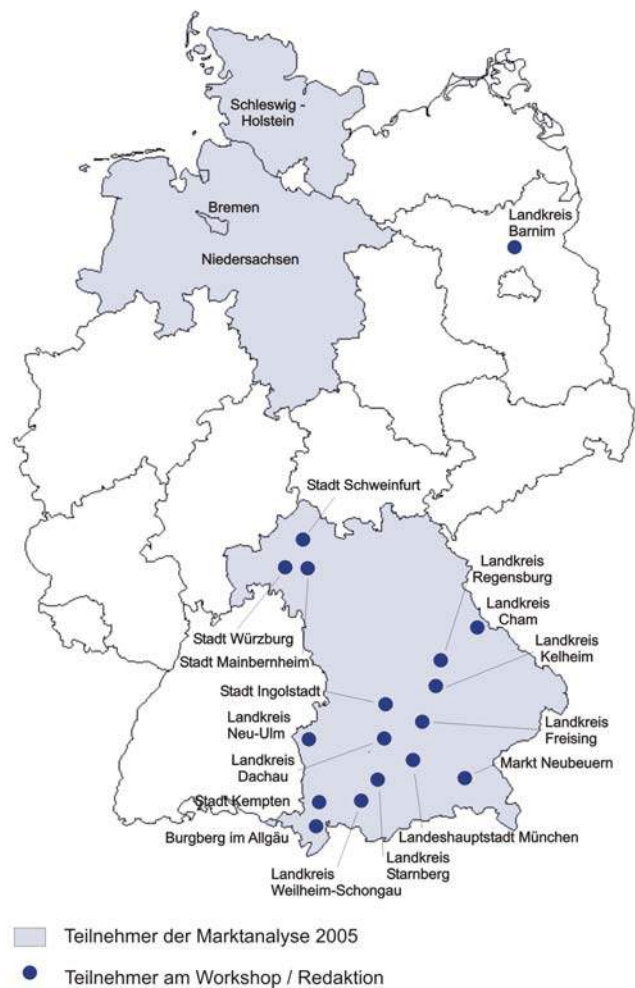 Schleswig -
Holstein
Bremen
Niedersachsen
Landkreis
Barnim
Stadt Schweinfurt
Landkreis
Regensburg
Landkreis
Cham
Stadt Würzburg
Landkreis
Kelheim
Stadt Mainbernheim
Stadt Ingolstadt
Landkreis
Neu-Ulm
Landkreis
Freising
Landkreis
Dachau
Markt Neubeuern
Stadt Kempten
Burgberg im Allgäu
Landeshauptstadt München
Landkreis
Starnberg
Landkreis
Weilheim-Schongau
Teilnehmer der Marktanalyse 2005
Teilnehmer am Workshop / Redaktion